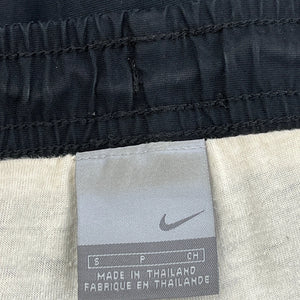 S P CH
MADE IN THAILAND
FABRIQUE EN THAILANDE